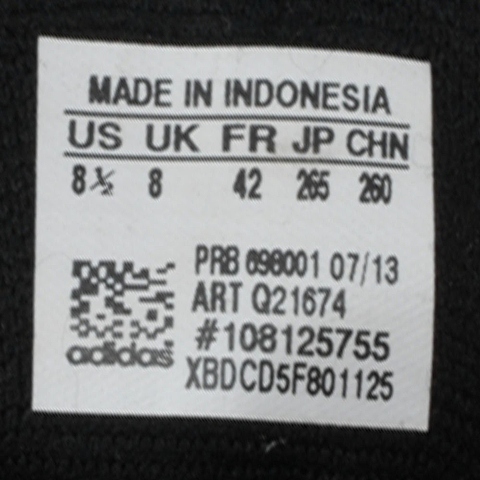 MADE IN INDONESIA
US UK FR JP CHN
8½ 8 42 265 260
PRB 698001 07/13
ART Q21674
#108125755
adidas
XBDCD5F801125